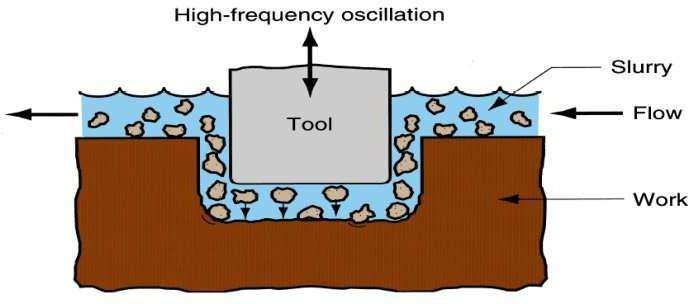 High-frequency oscillation
Slurry
Flow
Tool
Work